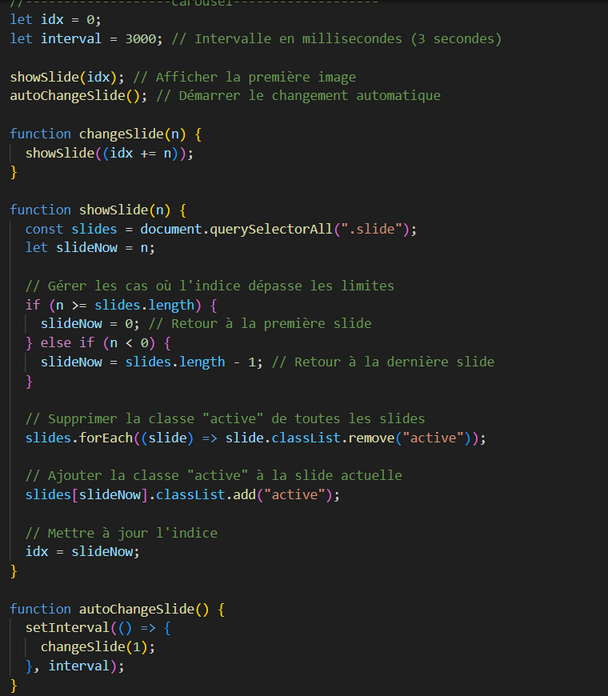 //-------------------carousel-------------------
let idx = 0;
let interval = 3000; // Intervalle en millisecondes (3 secondes)

showSlide(idx); // Afficher la première image
autoChangeSlide(); // Démarrer le changement automatique

function changeSlide(n) {
  showSlide((idx += n));
}

function showSlide(n) {
  const slides = document.querySelectorAll(".slide");
  let slideNow = n;

  // Gérer les cas où l'indice dépasse les limites
  if (n >= slides.length) {
    slideNow = 0; // Retour à la première slide
  } else if (n < 0) {
    slideNow = slides.length - 1; // Retour à la dernière slide
  }

  // Supprimer la classe "active" de toutes les slides
  slides.forEach((slide) => slide.classList.remove("active"));

  // Ajouter la classe "active" à la slide actuelle
  slides[slideNow].classList.add("active");

  // Mettre à jour l'indice
  idx = slideNow;
}

function autoChangeSlide() {
  setInterval(() => {
    changeSlide(1);
  }, interval);
}